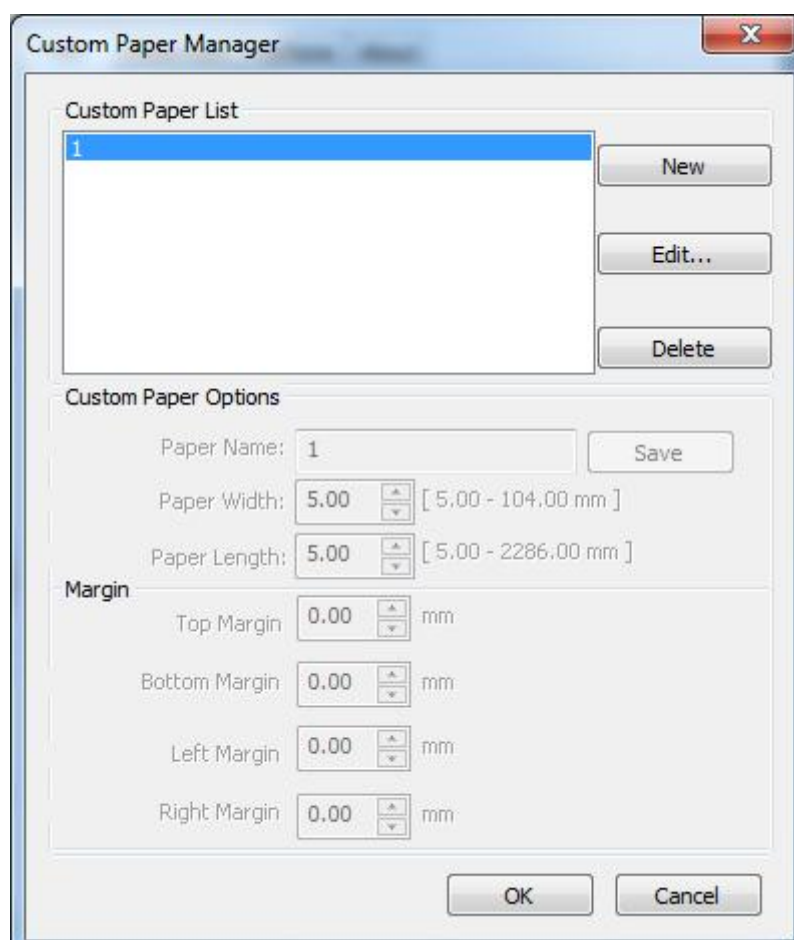 Custom Paper Manager
Custom Paper List
1
New
Edit...
Delete
Custom Paper Options
Paper Name: 1 Save
Paper Width: 5.00 [ 5.00 - 104.00 mm ]
Paper Length: 5.00 [ 5.00 - 2286.00 mm ]
Margin
Top Margin 0.00 mm
Bottom Margin 0.00 mm
Left Margin 0.00 mm
Right Margin 0.00 mm
OK Cancel